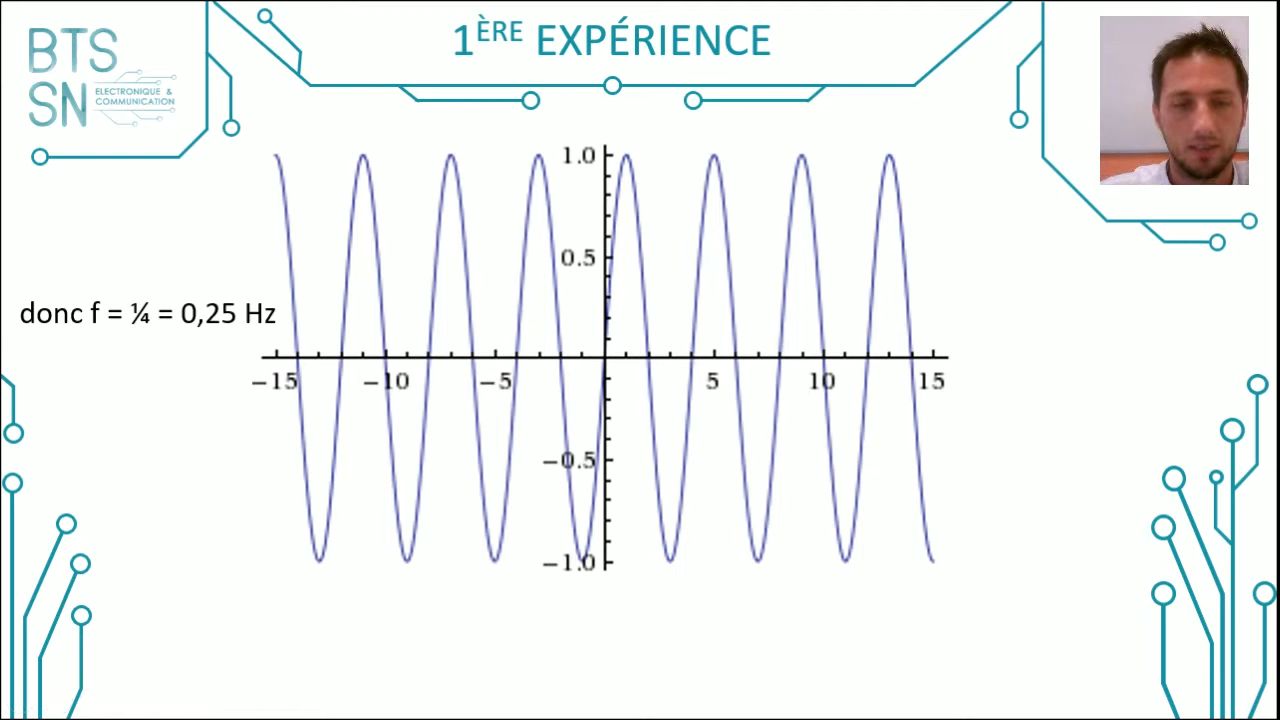 BTS
SN
ELECTRONIQUE &
COMMUNICATION
1ÈRE EXPÉRIENCE
donc f = ¼ = 0,25 Hz
1.0
0.5
−15 −10 −5 5 10 15
−0.5
−1.0